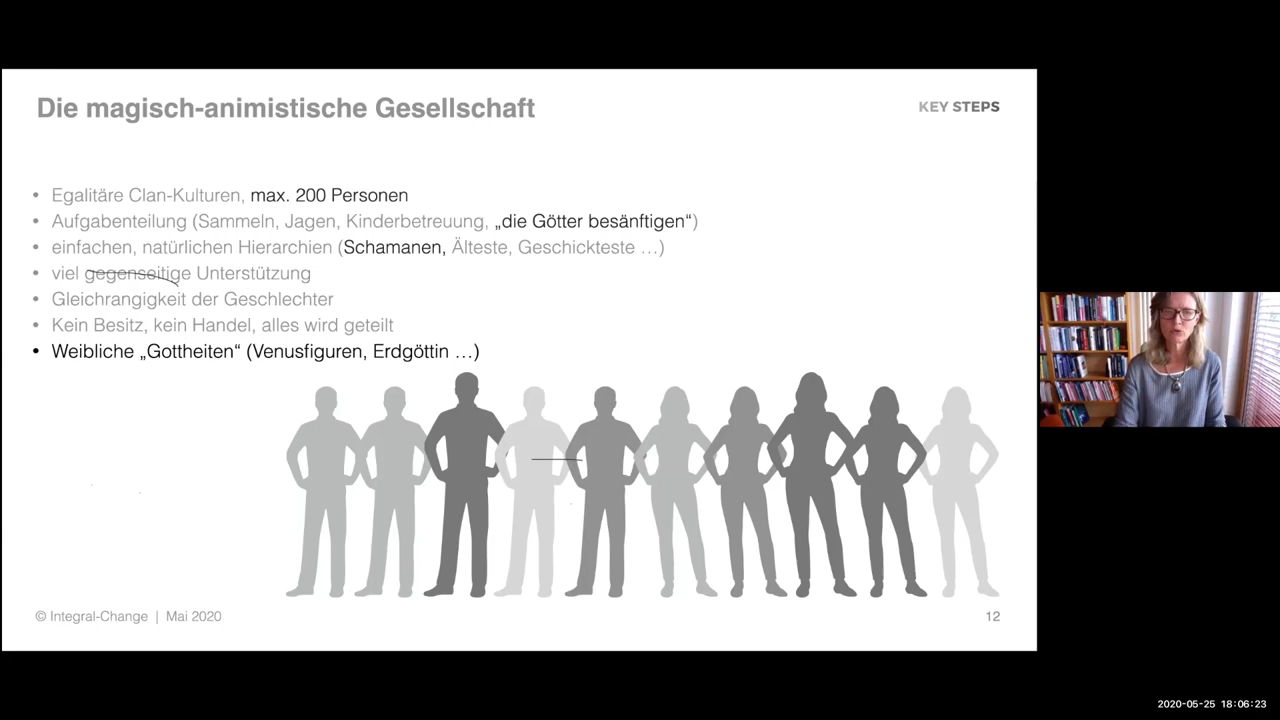 Die magisch-animistische Gesellschaft
KEY STEPS
• Egalitäre Clan-Kulturen, max. 200 Personen
• Aufgabenteilung (Sammeln, Jagen, Kinderbetreuung, „die Götter besänftigen“)
• einfachen, natürlichen Hierarchien (Schamanen, Älteste, Geschickteste …)
• viel gegenseitige Unterstützung
• Gleichrangigkeit der Geschlechter
• Kein Besitz, kein Handel, alles wird geteilt
• Weibliche „Gottheiten“ (Venusfiguren, Erdgöttin …)
© Integral-Change | Mai 2020
12
2020-05-25 18:06:23